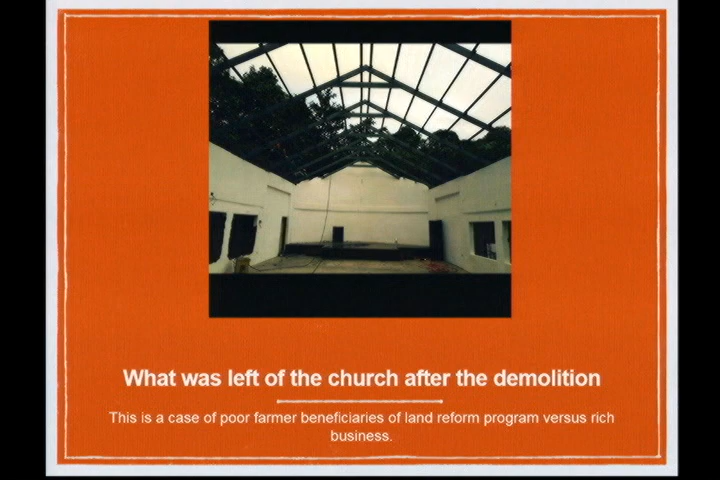 What was left of the church after the demolition
This is a case of poor farmer beneficiaries of land reform program versus rich
business.